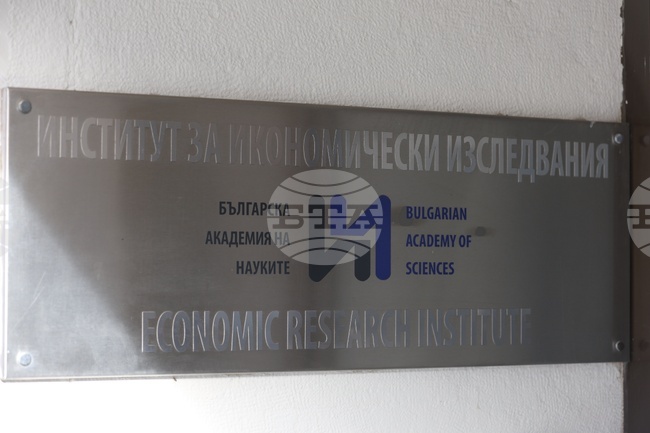 ИНСТИТУТ ЗА ИКОНОМИЧЕСКИ ИЗСЛЕДВАНИЯ
БЪЛГАРСКА
АКАДЕМИЯ НА
НАУКИТЕ
BULGARIAN
ACADEMY OF
SCIENCES
ECONOMIC RESEARCH INSTITUTE